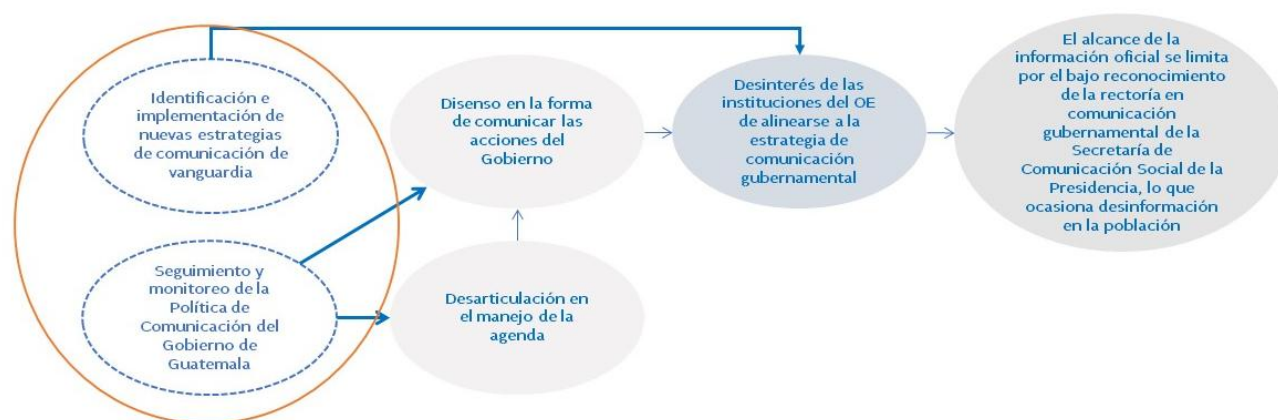 Identificación e
implementación de
nuevas estrategias
de comunicación de
vanguardia
Seguimiento y
monitoreo de la
Política de
Comunicación del
Gobierno de
Guatemala
Disenso en la forma
de comunicar las
acciones del
Gobierno
Desarticulación en
el manejo de la
agenda
Desinterés de las
instituciones del OE
de alinearse a la
estrategia de
comunicación
gubernamental
El alcance de la
información oficial se limita
por el bajo reconocimiento
de la rectoría en
comunicación
gubernamental de la
Secretaría de
Comunicación Social de la
Presidencia, lo que
ocasiona desinformación
en la población